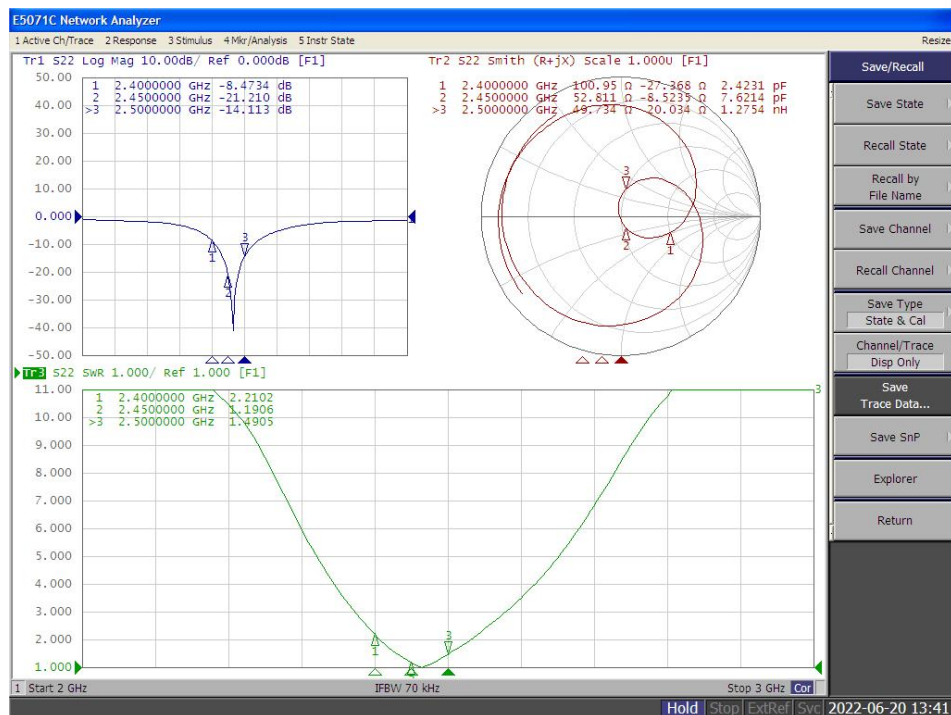 E5071C Network Analyzer
1 Active Ch/Trace 2 Response 3 Stimulus 4 Mkr/Analysis 5 Instr State
Resize
Tr1 S22 Log Mag 10.00dB/ Ref 0.000dB [F1]
50.00
40.00
30.00
20.00
10.00
0.000
-10.00
-20.00
-30.00
-40.00
-50.00
1 2.4000000 GHz -8.4734 dB
2 2.4500000 GHz -21.210 dB
>3 2.5000000 GHz -14.113 dB
1
2
3
Tr2 S22 Smith (R+jX) Scale 1.000U [F1]
1 2.4000000 GHz 100.95 Ω -27.368 Ω 2.4231 pF
2 2.4500000 GHz 52.811 Ω -8.5235 Ω 7.6214 pF
>3 2.5000000 GHz 49.734 Ω 20.034 Ω 1.2754 nH
3
2
1
Tr3 S22 SWR 1.000/ Ref 1.000 [F1]
11.00
10.00
9.000
8.000
7.000
6.000
5.000
4.000
3.000
2.000
1.000
1 2.4000000 GHz 2.2102
2 2.4500000 GHz 1.1906
>3 2.5000000 GHz 1.4905
3
1
2
3
1 Start 2 GHz
IFBW 70 kHz
Stop 3 GHz Cor
Save/Recall
Save State
Recall State
Recall by
File Name
Save Channel
Recall Channel
Save Type
State & Cal
Channel/Trace
Disp Only
Save
Trace Data...
Save SnP
Explorer
Return
Hold Stop ExtRef Svc 2022-06-20 13:41